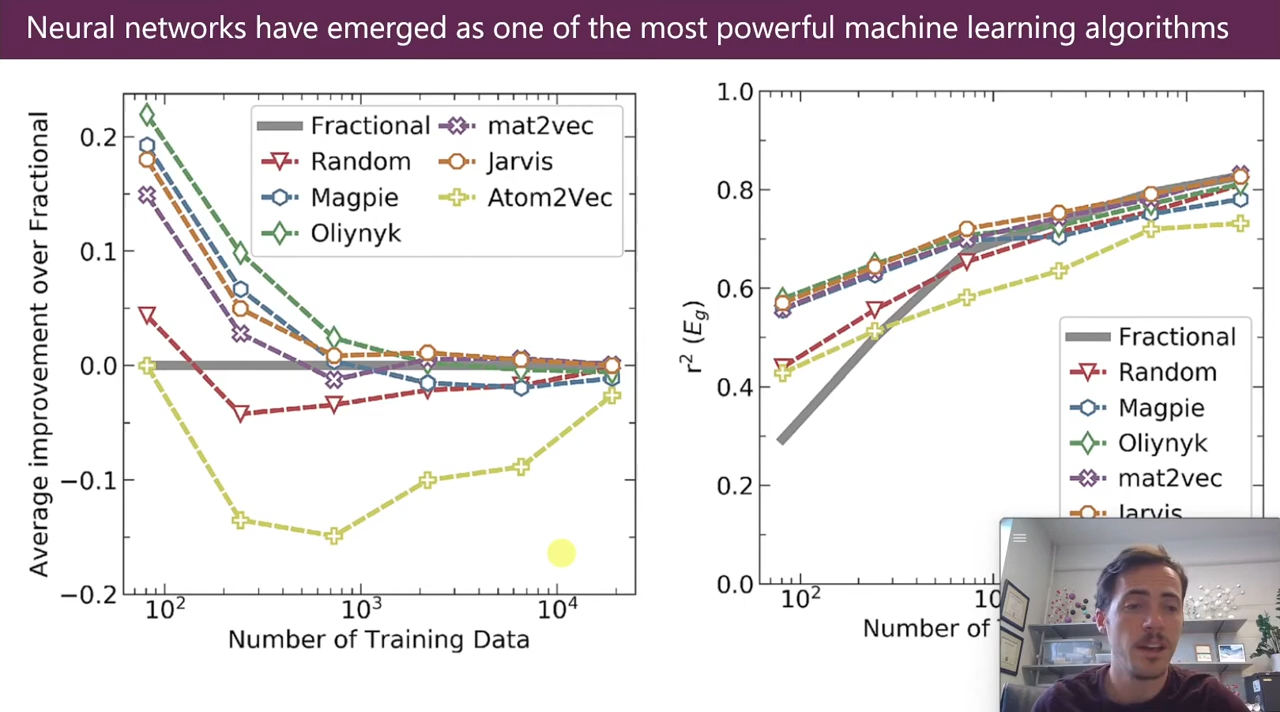 Neural networks have emerged as one of the most powerful machine learning algorithms
Average improvement over Fractional
0.2
0.1
0.0
−0.1
−0.2
10²
10³
10⁴
Number of Training Data
Fractional
Random
Magpie
Oliynyk
mat2vec
Jarvis
Atom2Vec
r² (E_g)
1.0
0.8
0.6
0.4
0.2
0.0
10²
10
Number of
Fractional
Random
Magpie
Oliynyk
mat2vec
Jarvis